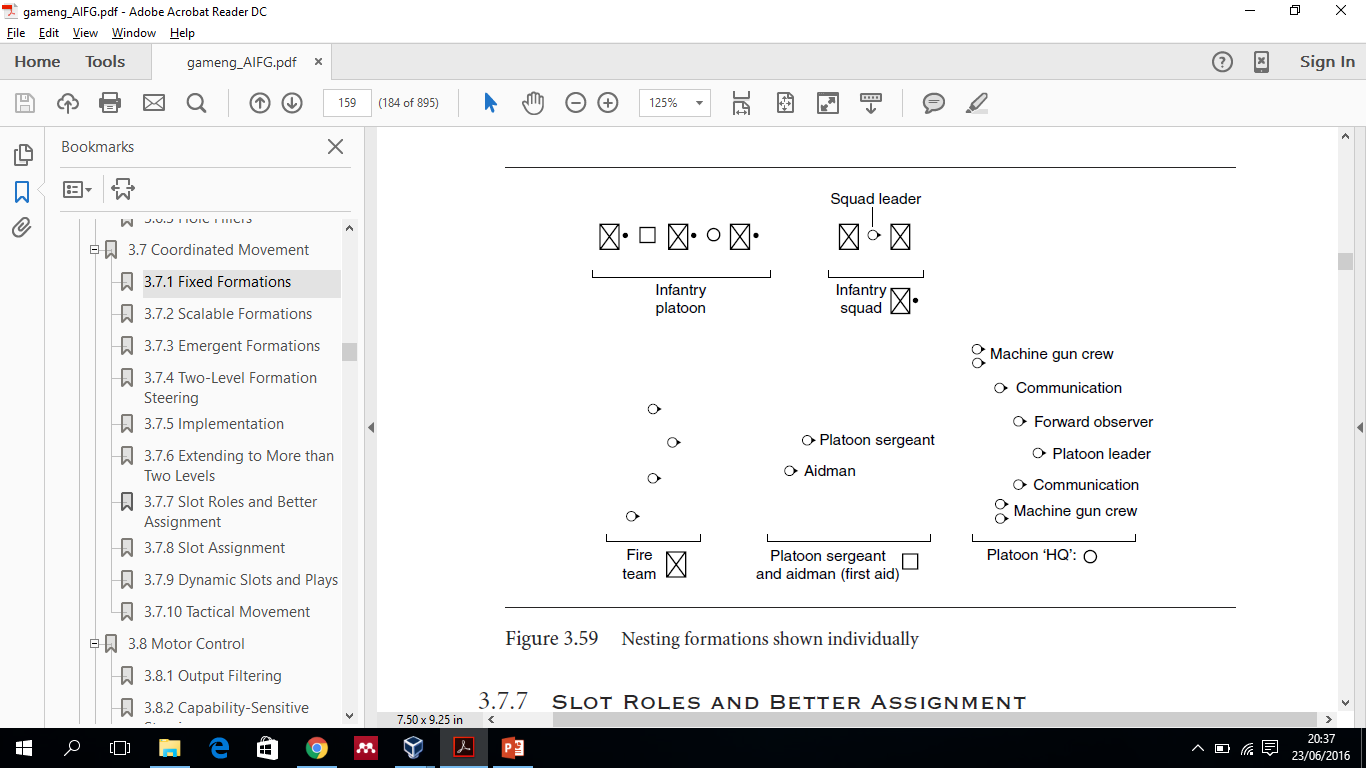 gameng_AIFG.pdf - Adobe Acrobat Reader DC
File Edit View Window Help
Home Tools gameng_AIFG.pdf × Sign In
159 (184 of 895) 125%
Bookmarks
3.6.5 Hole Fillers
3.7 Coordinated Movement
3.7.1 Fixed Formations
3.7.2 Scalable Formations
3.7.3 Emergent Formations
3.7.4 Two-Level Formation
Steering
3.7.5 Implementation
3.7.6 Extending to More than
Two Levels
3.7.7 Slot Roles and Better
Assignment
3.7.8 Slot Assignment
3.7.9 Dynamic Slots and Plays
3.7.10 Tactical Movement
3.8 Motor Control
3.8.1 Output Filtering
3.8.2 Capability-Sensitive
Squad leader
Infantry
platoon
Infantry
squad
Machine gun crew
Communication
Forward observer
Platoon leader
Communication
Machine gun crew
Platoon sergeant
Aidman
Fire
team
Platoon sergeant
and aidman (first aid)
Platoon ‘HQ’:
Figure 3.59 Nesting formations shown individually
3.7.7 SLOT ROLES AND BETTER ASSIGNMENT
7.50 x 9.25 in
20:37
23/06/2016